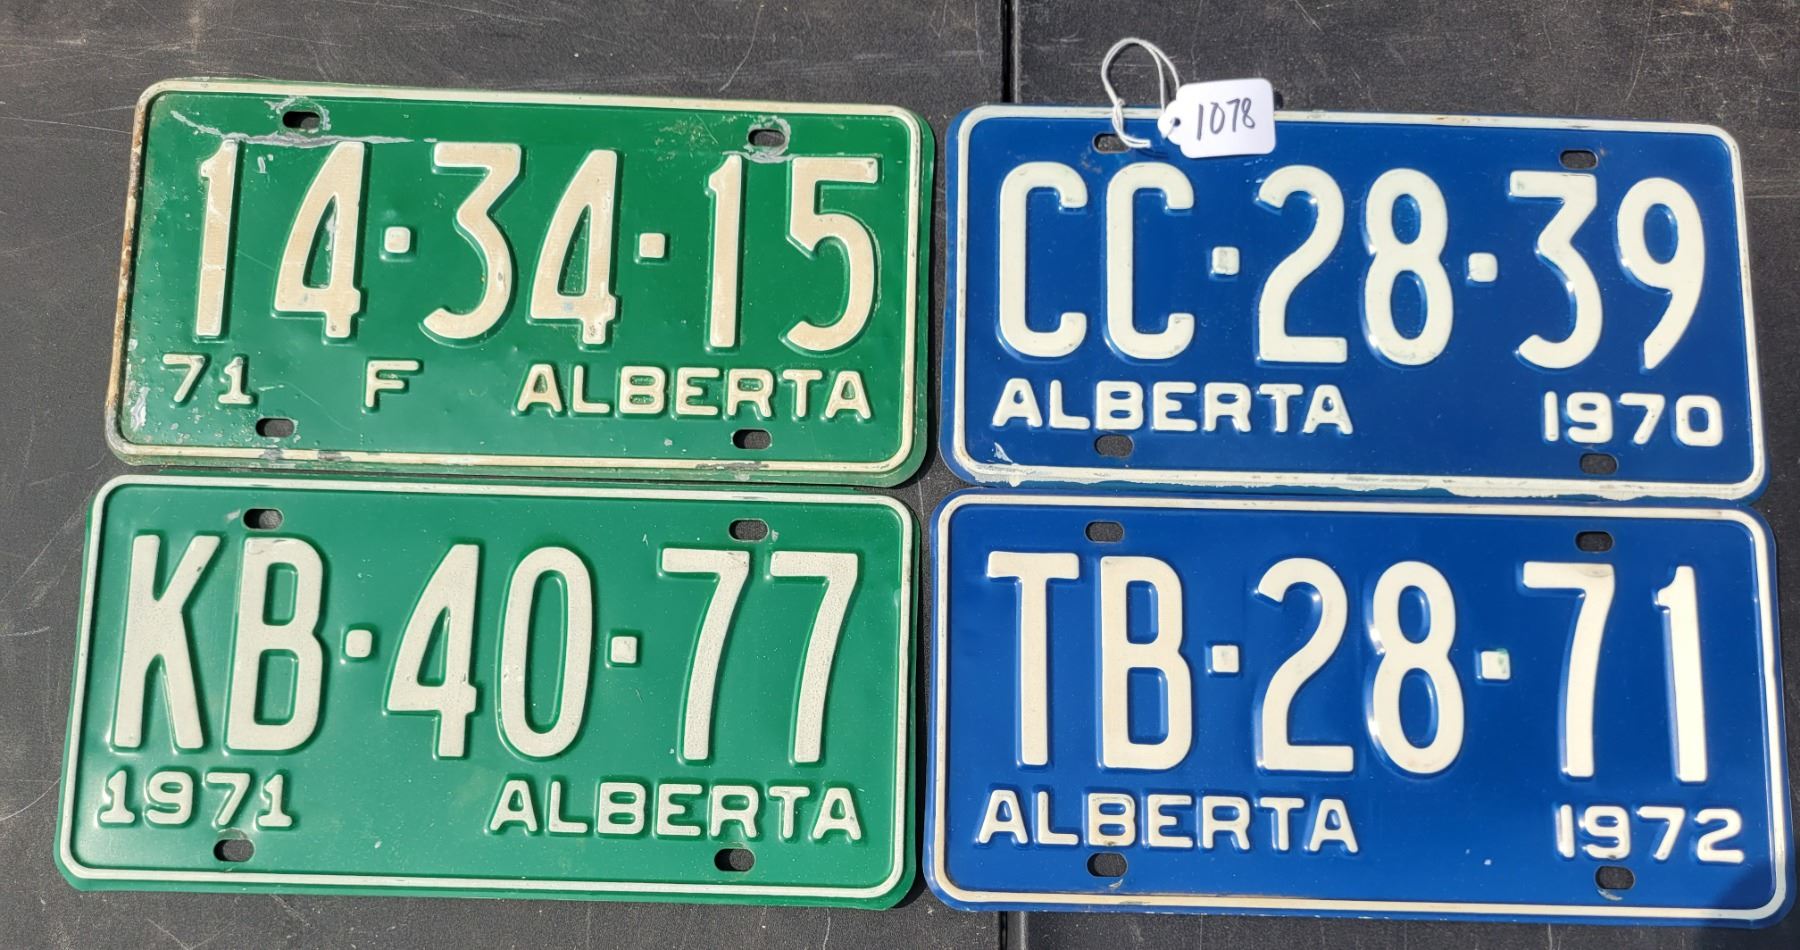 14·34·15
71 F ALBERTA
1078
CC·28·39
ALBERTA 1970
KB·40·77
1971 ALBERTA
TB·28·71
ALBERTA 1972